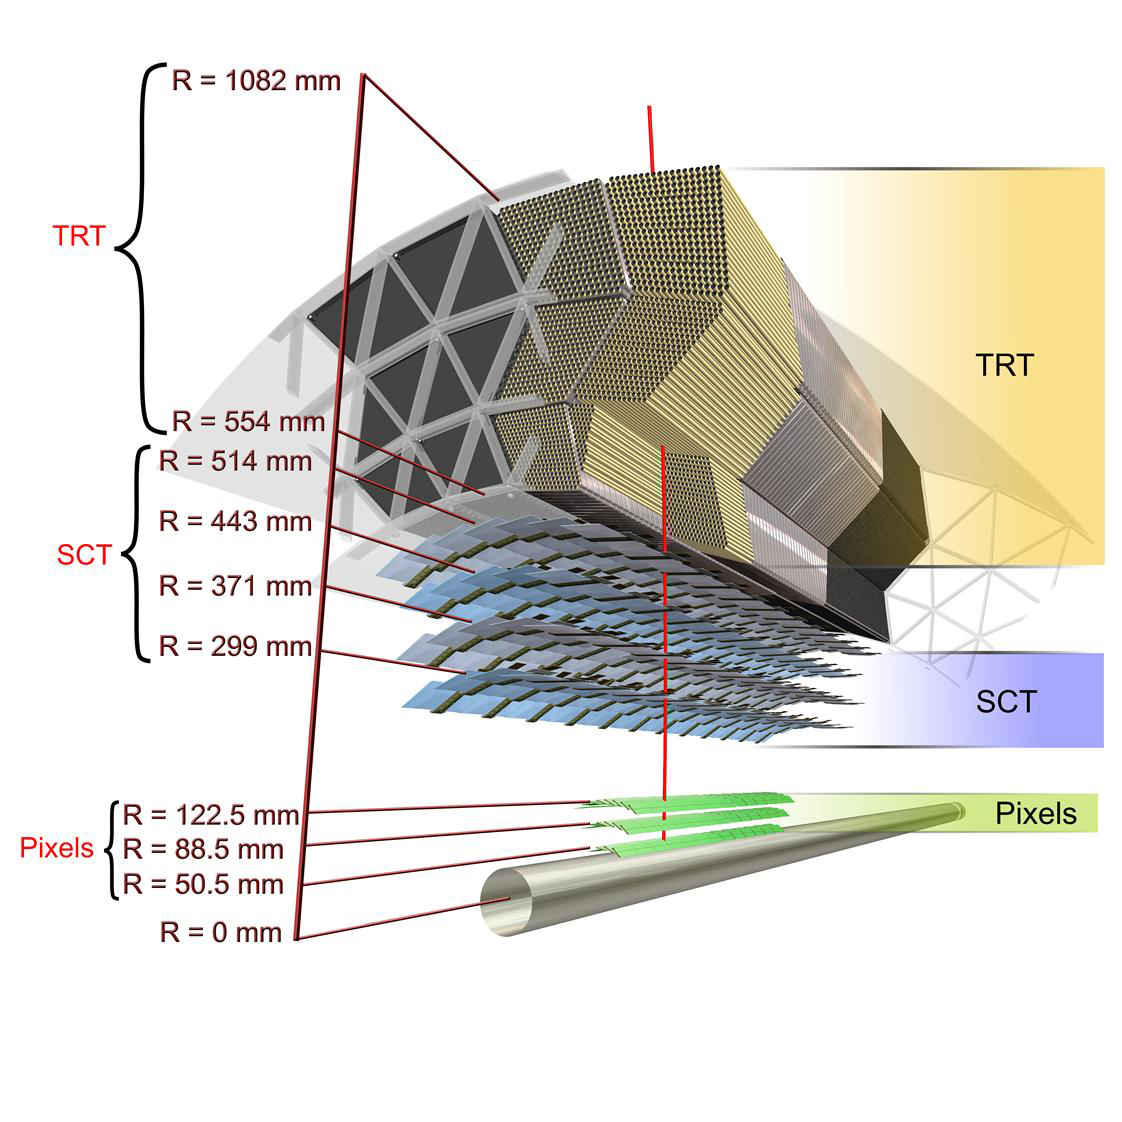 R = 1082 mm
TRT
TRT
R = 554 mm
R = 514 mm
R = 443 mm
SCT
R = 371 mm
R = 299 mm
SCT
R = 122.5 mm
Pixels
Pixels
R = 88.5 mm
R = 50.5 mm
R = 0 mm